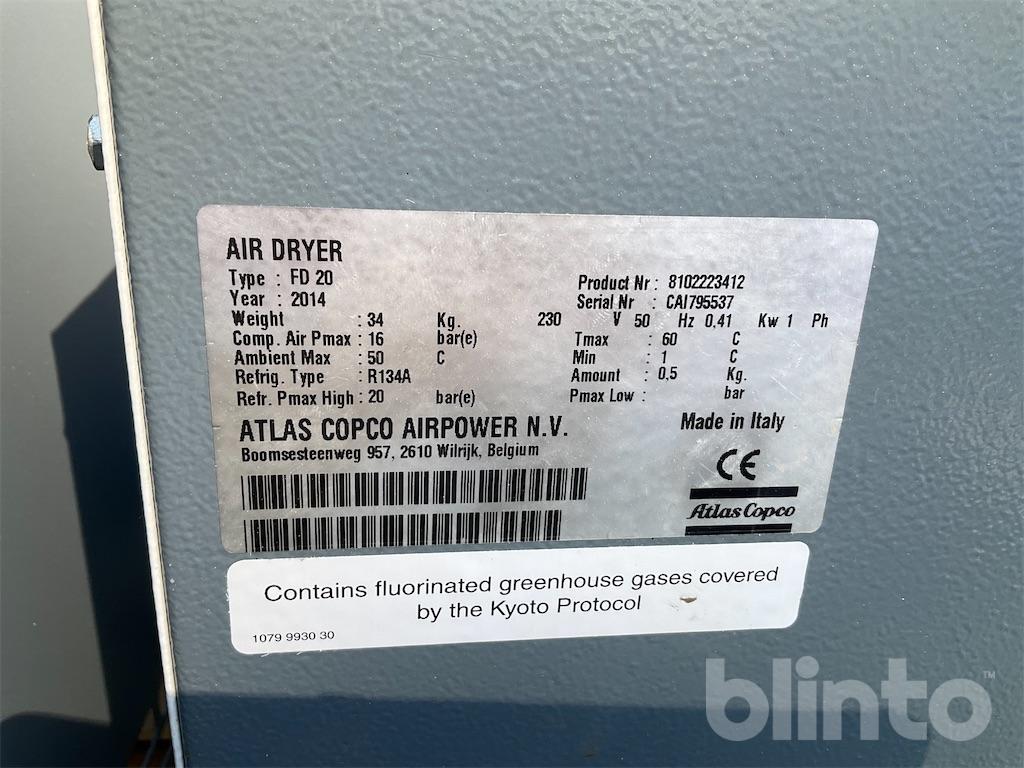 AIR DRYER
Type : FD 20 Product Nr : 8102223412
Year : 2014 Serial Nr : CAI795537
Weight : 34 Kg. 230 V 50 Hz 0,41 Kw 1 Ph
Comp. Air Pmax : 16 bar(e) Tmax : 60 C
Ambient Max : 50 C Min : 1 C
Refrig. Type : R134A Amount : 0,5 Kg.
Refr. Pmax High : 20 bar(e) Pmax Low : bar
ATLAS COPCO AIRPOWER N.V. Made in Italy
Boomsesteenweg 957, 2610 Wilrijk, Belgium
CE
Atlas Copco
Contains fluorinated greenhouse gases covered
by the Kyoto Protocol
1079 9930 30
blinto™